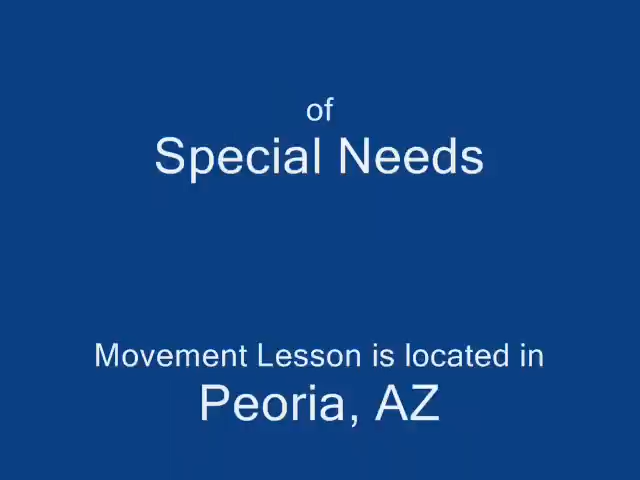 of
Special Needs
Movement Lesson is located in
Peoria, AZ